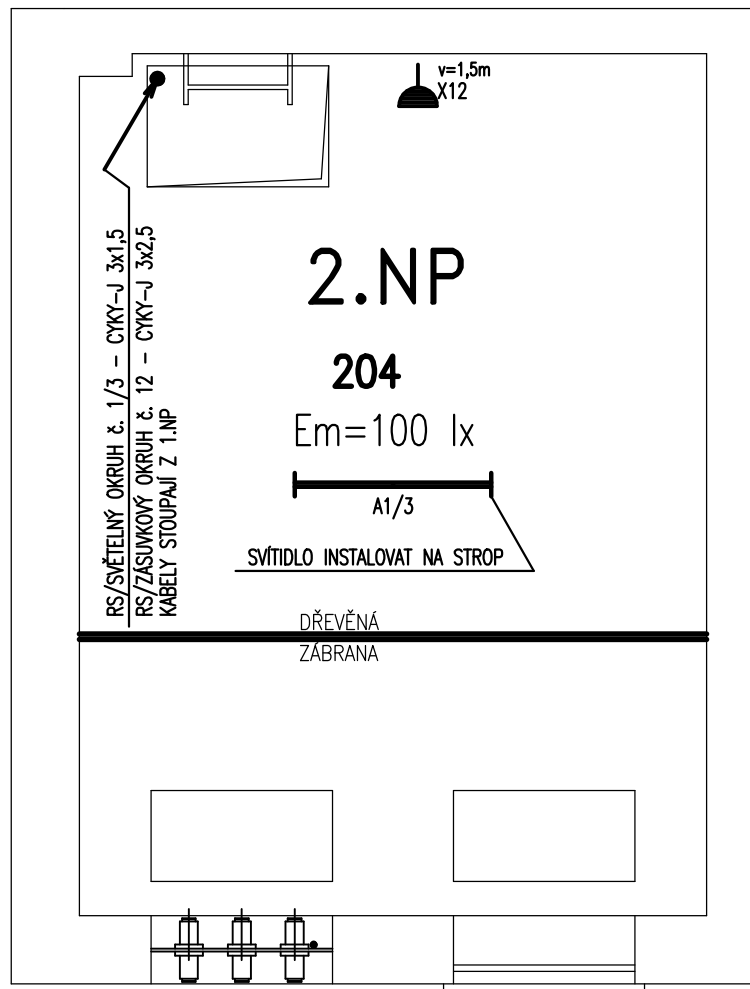 v=1,5m
X12
RS/SVĚTELNÝ OKRUH č. 1/3 - CYKY-J 3x1,5
RS/ZÁSUVKOVÝ OKRUH č. 12 - CYKY-J 3x2,5
KABELY STOUPAJÍ Z 1.NP
2.NP
204
Em=100 lx
A1/3
SVÍTIDLO INSTALOVAT NA STROP
DŘEVĚNÁ
ZÁBRANA